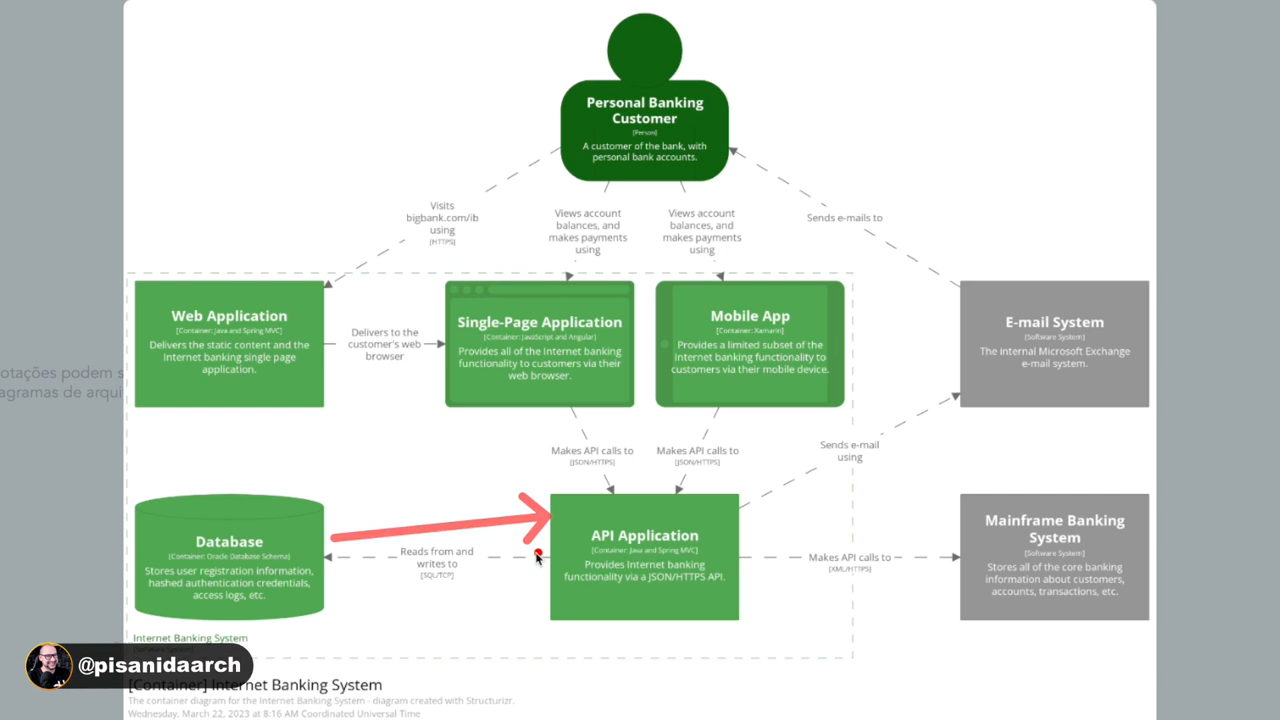 Personal Banking
Customer
[Person]
A customer of the bank, with
personal bank accounts.
Visits
bigbank.com/ib
using
[HTTPS]
Views account
balances, and
makes payments
using
Views account
balances, and
makes payments
using
Sends e-mails to
Web Application
[Container: Java and Spring MVC]
Delivers the static content and the
Internet banking single page
application.
Delivers to the
customer's web
browser
Single-Page Application
[Container: JavaScript and Angular]
Provides all of the Internet banking
functionality to customers via their
web browser.
Mobile App
[Container: Xamarin]
Provides a limited subset of the
Internet banking functionality to
customers via their mobile device.
E-mail System
[Software System]
The internal Microsoft Exchange
e-mail system.
otações podem s
agramas de arqui
Makes API calls to
[JSON/HTTPS]
Makes API calls to
[JSON/HTTPS]
Sends e-mail
using
Database
[Container: Oracle Database Schema]
Stores user registration information,
hashed authentication credentials,
access logs, etc.
Reads from and
writes to
[SQL/TCP]
API Application
[Container: Java and Spring MVC]
Provides Internet banking
functionality via a JSON/HTTPS API.
Makes API calls to
[XML/HTTPS]
Mainframe Banking
System
[Software System]
Stores all of the core banking
information about customers,
accounts, transactions, etc.
Internet Banking System
[Software System]
@pisanidaarch
[Container] Internet Banking System
The container diagram for the Internet Banking System - diagram created with Structurizr.
Wednesday, March 22, 2023 at 8:16 AM Coordinated Universal Time